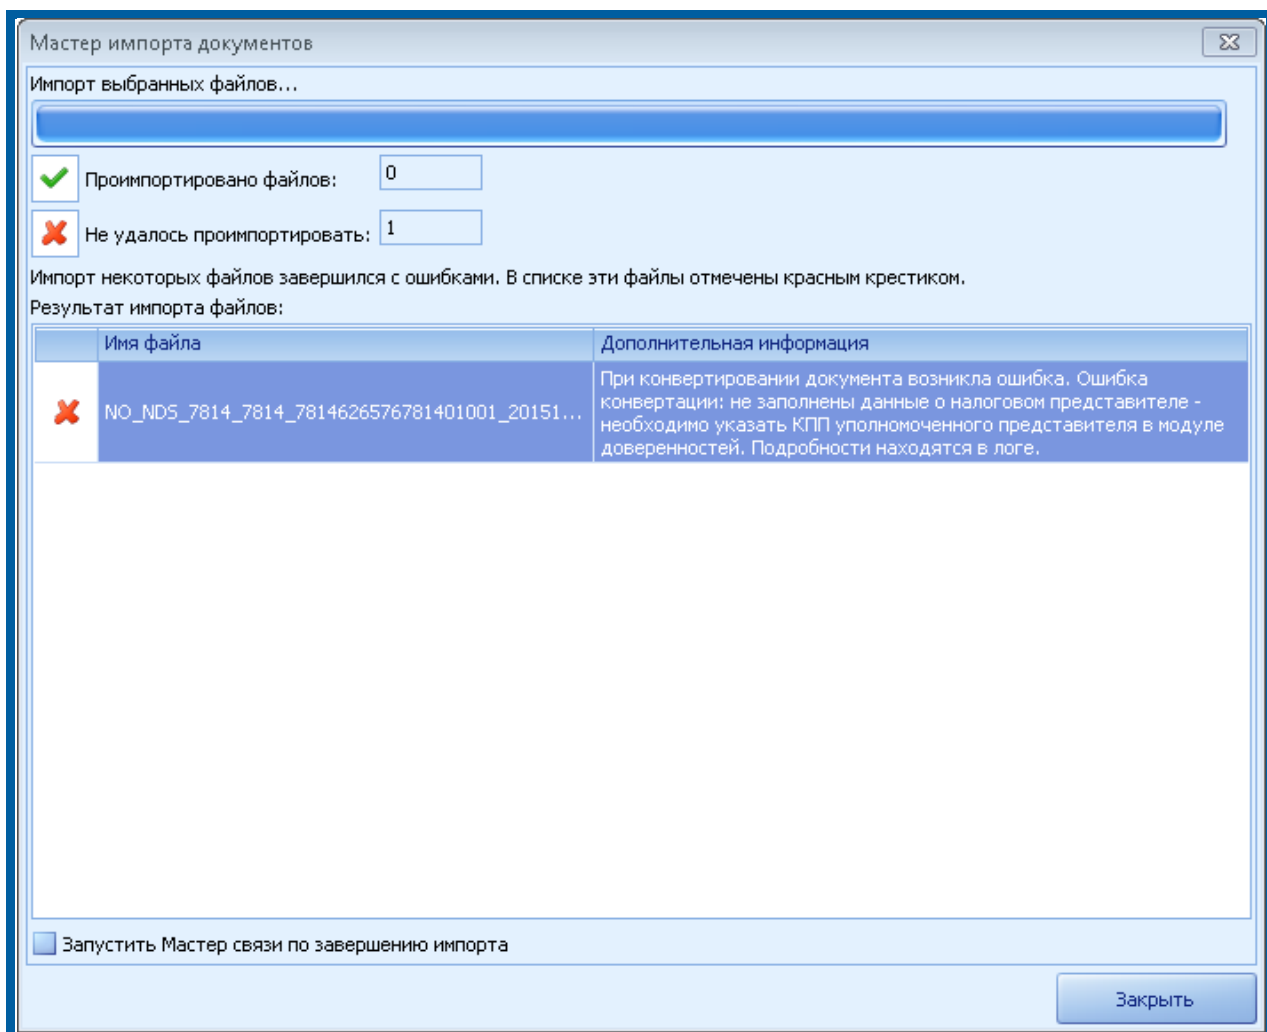 Мастер импорта документов
Импорт выбранных файлов...
Проимпортировано файлов: 0
Не удалось проимпортировать: 1
Импорт некоторых файлов завершился с ошибками. В списке эти файлы отмечены красным крестиком.
Результат импорта файлов:
Имя файла Дополнительная информация
NO_NDS_7814_7814_7814626576781401001_20151...
При конвертировании документа возникла ошибка. Ошибка
конвертации: не заполнены данные о налоговом представителе -
необходимо указать КПП уполномоченного представителя в модуле
доверенностей. Подробности находятся в логе.
Запустить Мастер связи по завершению импорта
Закрыть